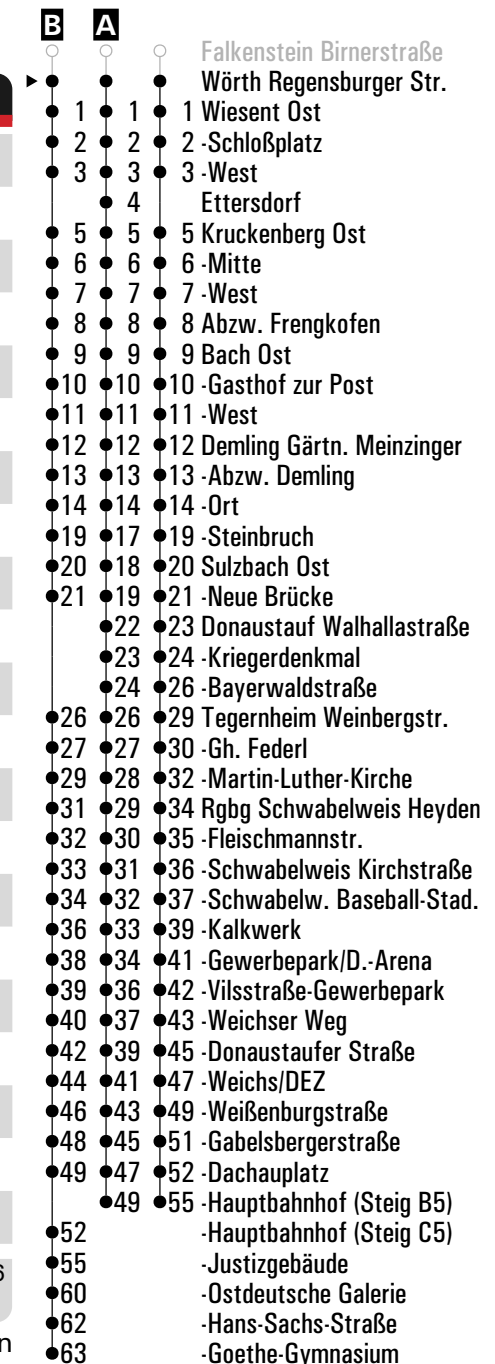 B A
Falkenstein Birnerstraße
Wörth Regensburger Str.
1 1 1 Wiesent Ost
2 2 2 -Schloßplatz
3 3 3 -West
4 Ettersdorf
5 5 5 Kruckenberg Ost
6 6 6 -Mitte
7 7 7 -West
8 8 8 Abzw. Frengkofen
9 9 9 Bach Ost
10 10 10 -Gasthof zur Post
11 11 11 -West
12 12 12 Demling Gärtn. Meinzinger
13 13 13 -Abzw. Demling
14 14 14 -Ort
19 17 19 -Steinbruch
20 18 20 Sulzbach Ost
21 19 21 -Neue Brücke
22 23 Donaustauf Walhallastraße
23 24 -Kriegerdenkmal
24 26 -Bayerwaldstraße
26 26 29 Tegernheim Weinbergstr.
27 27 30 -Gh. Federl
29 28 32 -Martin-Luther-Kirche
31 29 34 Rgbg Schwabelweis Heyden
32 30 35 -Fleischmannstr.
33 31 36 -Schwabelweis Kirchstraße
34 32 37 -Schwabelw. Baseball-Stad.
36 33 39 -Kalkwerk
38 34 41 -Gewerbepark/D.-Arena
39 36 42 -Vilsstraße-Gewerbepark
40 37 43 -Weichser Weg
42 39 45 -Donaustaufer Straße
44 41 47 -Weichs/DEZ
46 43 49 -Weißenburgstraße
48 45 51 -Gabelsbergerstraße
49 47 52 -Dachauplatz
49 55 -Hauptbahnhof (Steig B5)
52 -Hauptbahnhof (Steig C5)
55 -Justizgebäude
60 -Ostdeutsche Galerie
62 -Hans-Sachs-Straße
63 -Goethe-Gymnasium